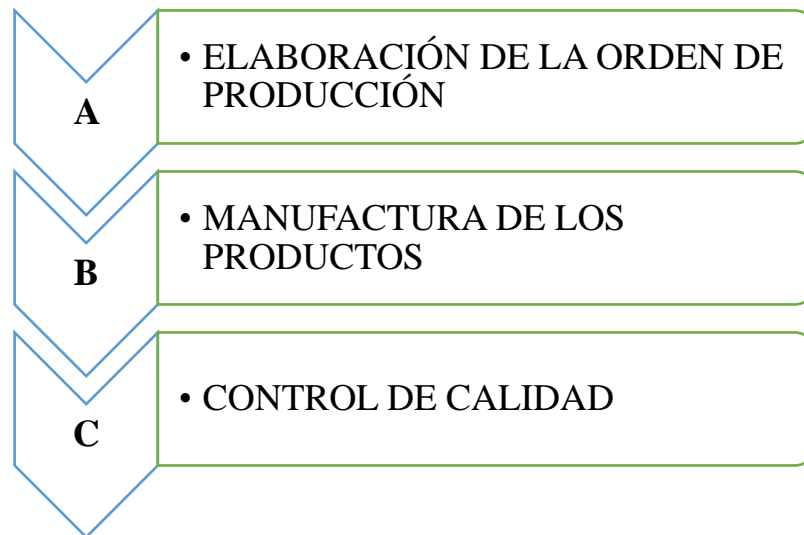 A
• ELABORACIÓN DE LA ORDEN DE
PRODUCCIÓN
B
• MANUFACTURA DE LOS
PRODUCTOS
C
• CONTROL DE CALIDAD